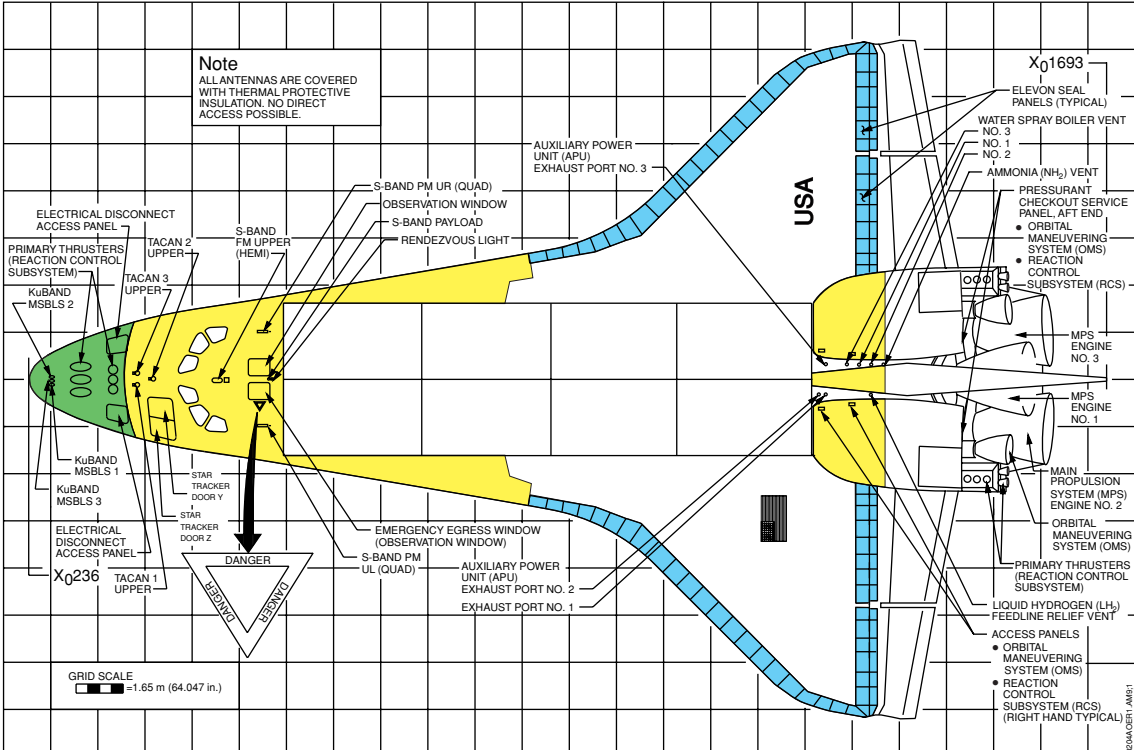 Note
ALL ANTENNAS ARE COVERED
WITH THERMAL PROTECTIVE
INSULATION. NO DIRECT
ACCESS POSSIBLE.
X₀1693
ELEVON SEAL
PANELS (TYPICAL)
WATER SPRAY BOILER VENT
NO. 3
NO. 1
NO. 2
AMMONIA (NH₂) VENT
PRESSURANT
CHECKOUT SERVICE
PANEL, AFT END
• ORBITAL
MANEUVERING
SYSTEM (OMS)
• REACTION
CONTROL
SUBSYSTEM (RCS)
AUXILIARY POWER
UNIT (APU)
EXHAUST PORT NO. 3
USA
S-BAND PM UR (QUAD)
OBSERVATION WINDOW
S-BAND PAYLOAD
RENDEZVOUS LIGHT
S-BAND
FM UPPER
(HEMI)
ELECTRICAL DISCONNECT
ACCESS PANEL
PRIMARY THRUSTERS
(REACTION CONTROL
SUBSYSTEM)
TACAN 2
UPPER
TACAN 3
UPPER
KuBAND
MSBLS 2
MPS
ENGINE
NO. 3
MPS
ENGINE
NO. 1
KuBAND
MSBLS 1
KuBAND
MSBLS 3
STAR
TRACKER
DOOR Y
STAR
TRACKER
DOOR Z
ELECTRICAL
DISCONNECT
ACCESS PANEL
X₀236
TACAN 1
UPPER
DANGER
DANGER
DANGER
EMERGENCY EGRESS WINDOW
(OBSERVATION WINDOW)
S-BAND PM
UL (QUAD)
AUXILIARY POWER
UNIT (APU)
EXHAUST PORT NO. 2
EXHAUST PORT NO. 1
MAIN
PROPULSION
SYSTEM (MPS)
ENGINE NO. 2
ORBITAL
MANEUVERING
SYSTEM (OMS)
PRIMARY THRUSTERS
(REACTION CONTROL
SUBSYSTEM)
LIQUID HYDROGEN (LH₂)
FEEDLINE RELIEF VENT
ACCESS PANELS
• ORBITAL
MANEUVERING
SYSTEM (OMS)
• REACTION
CONTROL
SUBSYSTEM (RCS)
(RIGHT HAND TYPICAL)
GRID SCALE
=1.65 m (64.047 in.)